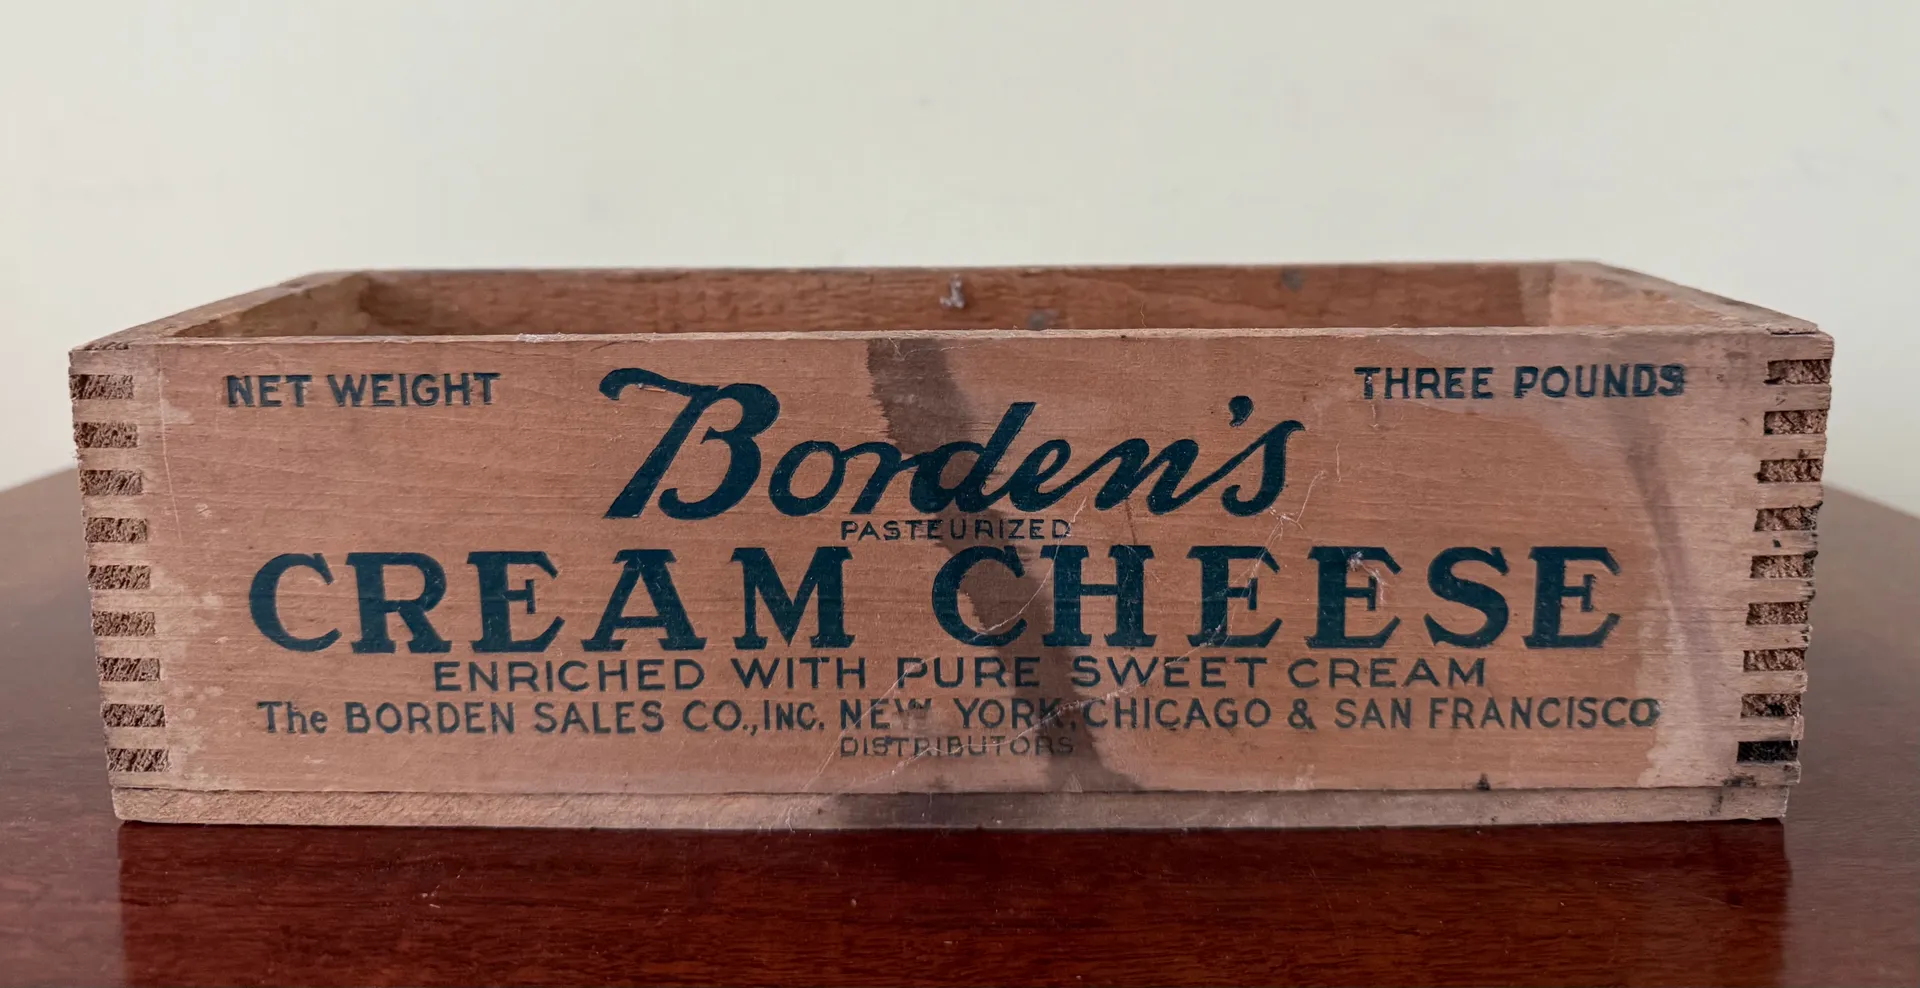 NET WEIGHT
Borden's
THREE POUNDS
PASTEURIZED
CREAM CHEESE
ENRICHED WITH PURE SWEET CREAM
The BORDEN SALES CO., INC. NEW YORK, CHICAGO & SAN FRANCISCO
DISTRIBUTORS